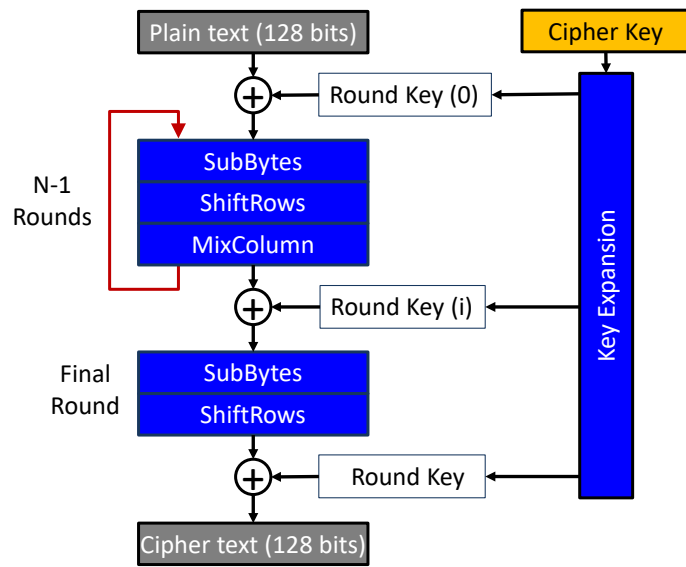 Plain text (128 bits)
Cipher Key
Round Key (0)
N-1
Rounds
SubBytes
ShiftRows
MixColumn
Round Key (i)
Key Expansion
Final
Round
SubBytes
ShiftRows
Round Key
Cipher text (128 bits)